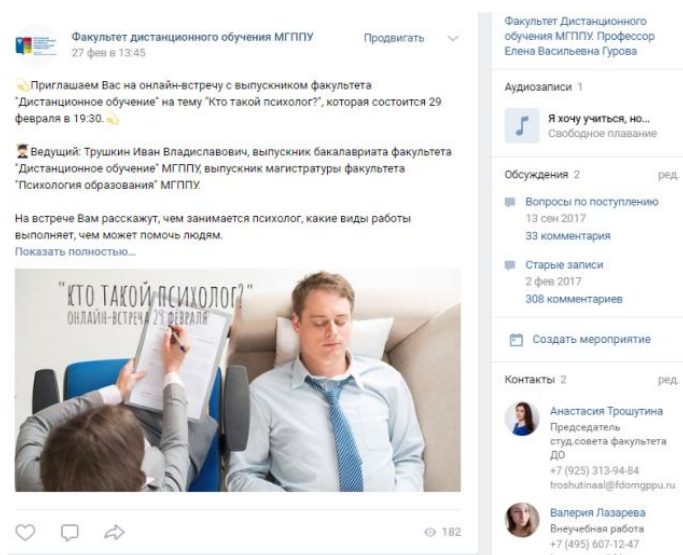 Факультет дистанционного обучения МГППУ
27 фев в 13:45
Продвигать
Приглашаем Вас на онлайн-встречу с выпускником факультета
"Дистанционное обучение" на тему "Кто такой психолог?", которая состоится 29
февраля в 19:30.
Ведущий: Трушкин Иван Владиславович, выпускник бакалавриата факультета
"Дистанционное обучение" МГППУ, выпускник магистратуры факультета
"Психология образования" МГППУ.
На встрече Вам расскажут, чем занимается психолог, какие виды работы
выполняет, чем может помочь людям.
Показать полностью...
"КТО ТАКОЙ ПСИХОЛОГ?"
ОНЛАЙН-ВСТРЕЧА 29 ФЕВРАЛЯ
182
Факультет Дистанционного
обучения МГППУ. Профессор
Елена Васильевна Гурова
Аудиозаписи 1
Я хочу учиться, но...
Свободное плавание
Обсуждения 2 ред.
Вопросы по поступлению
13 сен 2017
33 комментария
Старые записи
2 фев 2017
308 комментариев
Создать мероприятие
Контакты 2 ред.
Анастасия Трошутина
Председатель
студ.совета факультета
ДО
+7 (925) 313-94-84
troshutinaal@fdomgppu.ru
Валерия Лазарева
Внеучебная работа
+7 (495) 607-12-47